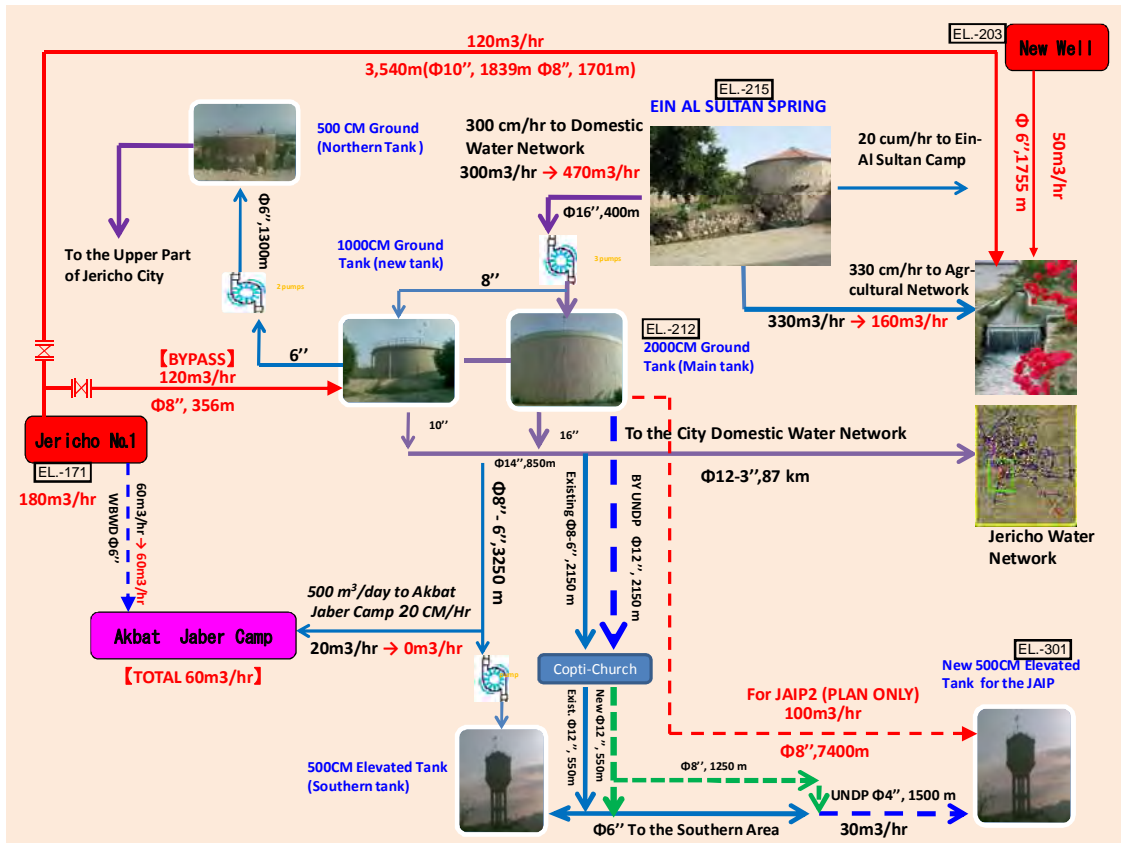 120m3/hr
3,540m(Φ10’’, 1839m Φ8’’, 1701m)
EL.-203
New Well
EL.-215
EIN AL SULTAN SPRING
Φ 6’’,1755 m
50m3/hr
500 CM Ground
(Northern Tank )
300 cm/hr to Domestic
Water Network
300m3/hr → 470m3/hr
20 cum/hr to Ein-
Al Sultan Camp
Φ16’’,400m
Φ6’’,1300m
To the Upper Part
of Jericho City
1000CM Ground
Tank (new tank)
3 pumps
2 pumps
8’’
330 cm/hr to Agr-
cultural Network
330m3/hr → 160m3/hr
EL.-212
2000CM Ground
Tank (Main tank)
6’’
【BYPASS】
120m3/hr
Φ8’’, 356m
Jericho №1
EL.-171
180m3/hr
10’’
16’’
To the City Domestic Water Network
Φ14’’,850m
Φ12-3’’,87 km
Jericho Water
Network
60m3/hr → 60m3/hr
WBWD Φ6’’
Φ8’’- 6’’,3250 m
Existing Φ8-6’’,2150 m
BY UNDP Φ12’’, 2150 m
500 m³/day to Akbat
Jaber Camp 20 CM/Hr
20m3/hr → 0m3/hr
Akbat Jaber Camp
【TOTAL 60m3/hr】
Copti-Church
EL.-301
New 500CM Elevated
Tank for the JAIP
For JAIP2 (PLAN ONLY)
100m3/hr
Φ8’’,7400m
Exist. Φ12’’, 550m
New Φ12’’, 550m
500CM Elevated Tank
(Southern tank)
Φ8’’, 1250 m
UNDP Φ4’’, 1500 m
30m3/hr
Φ6’’ To the Southern Area